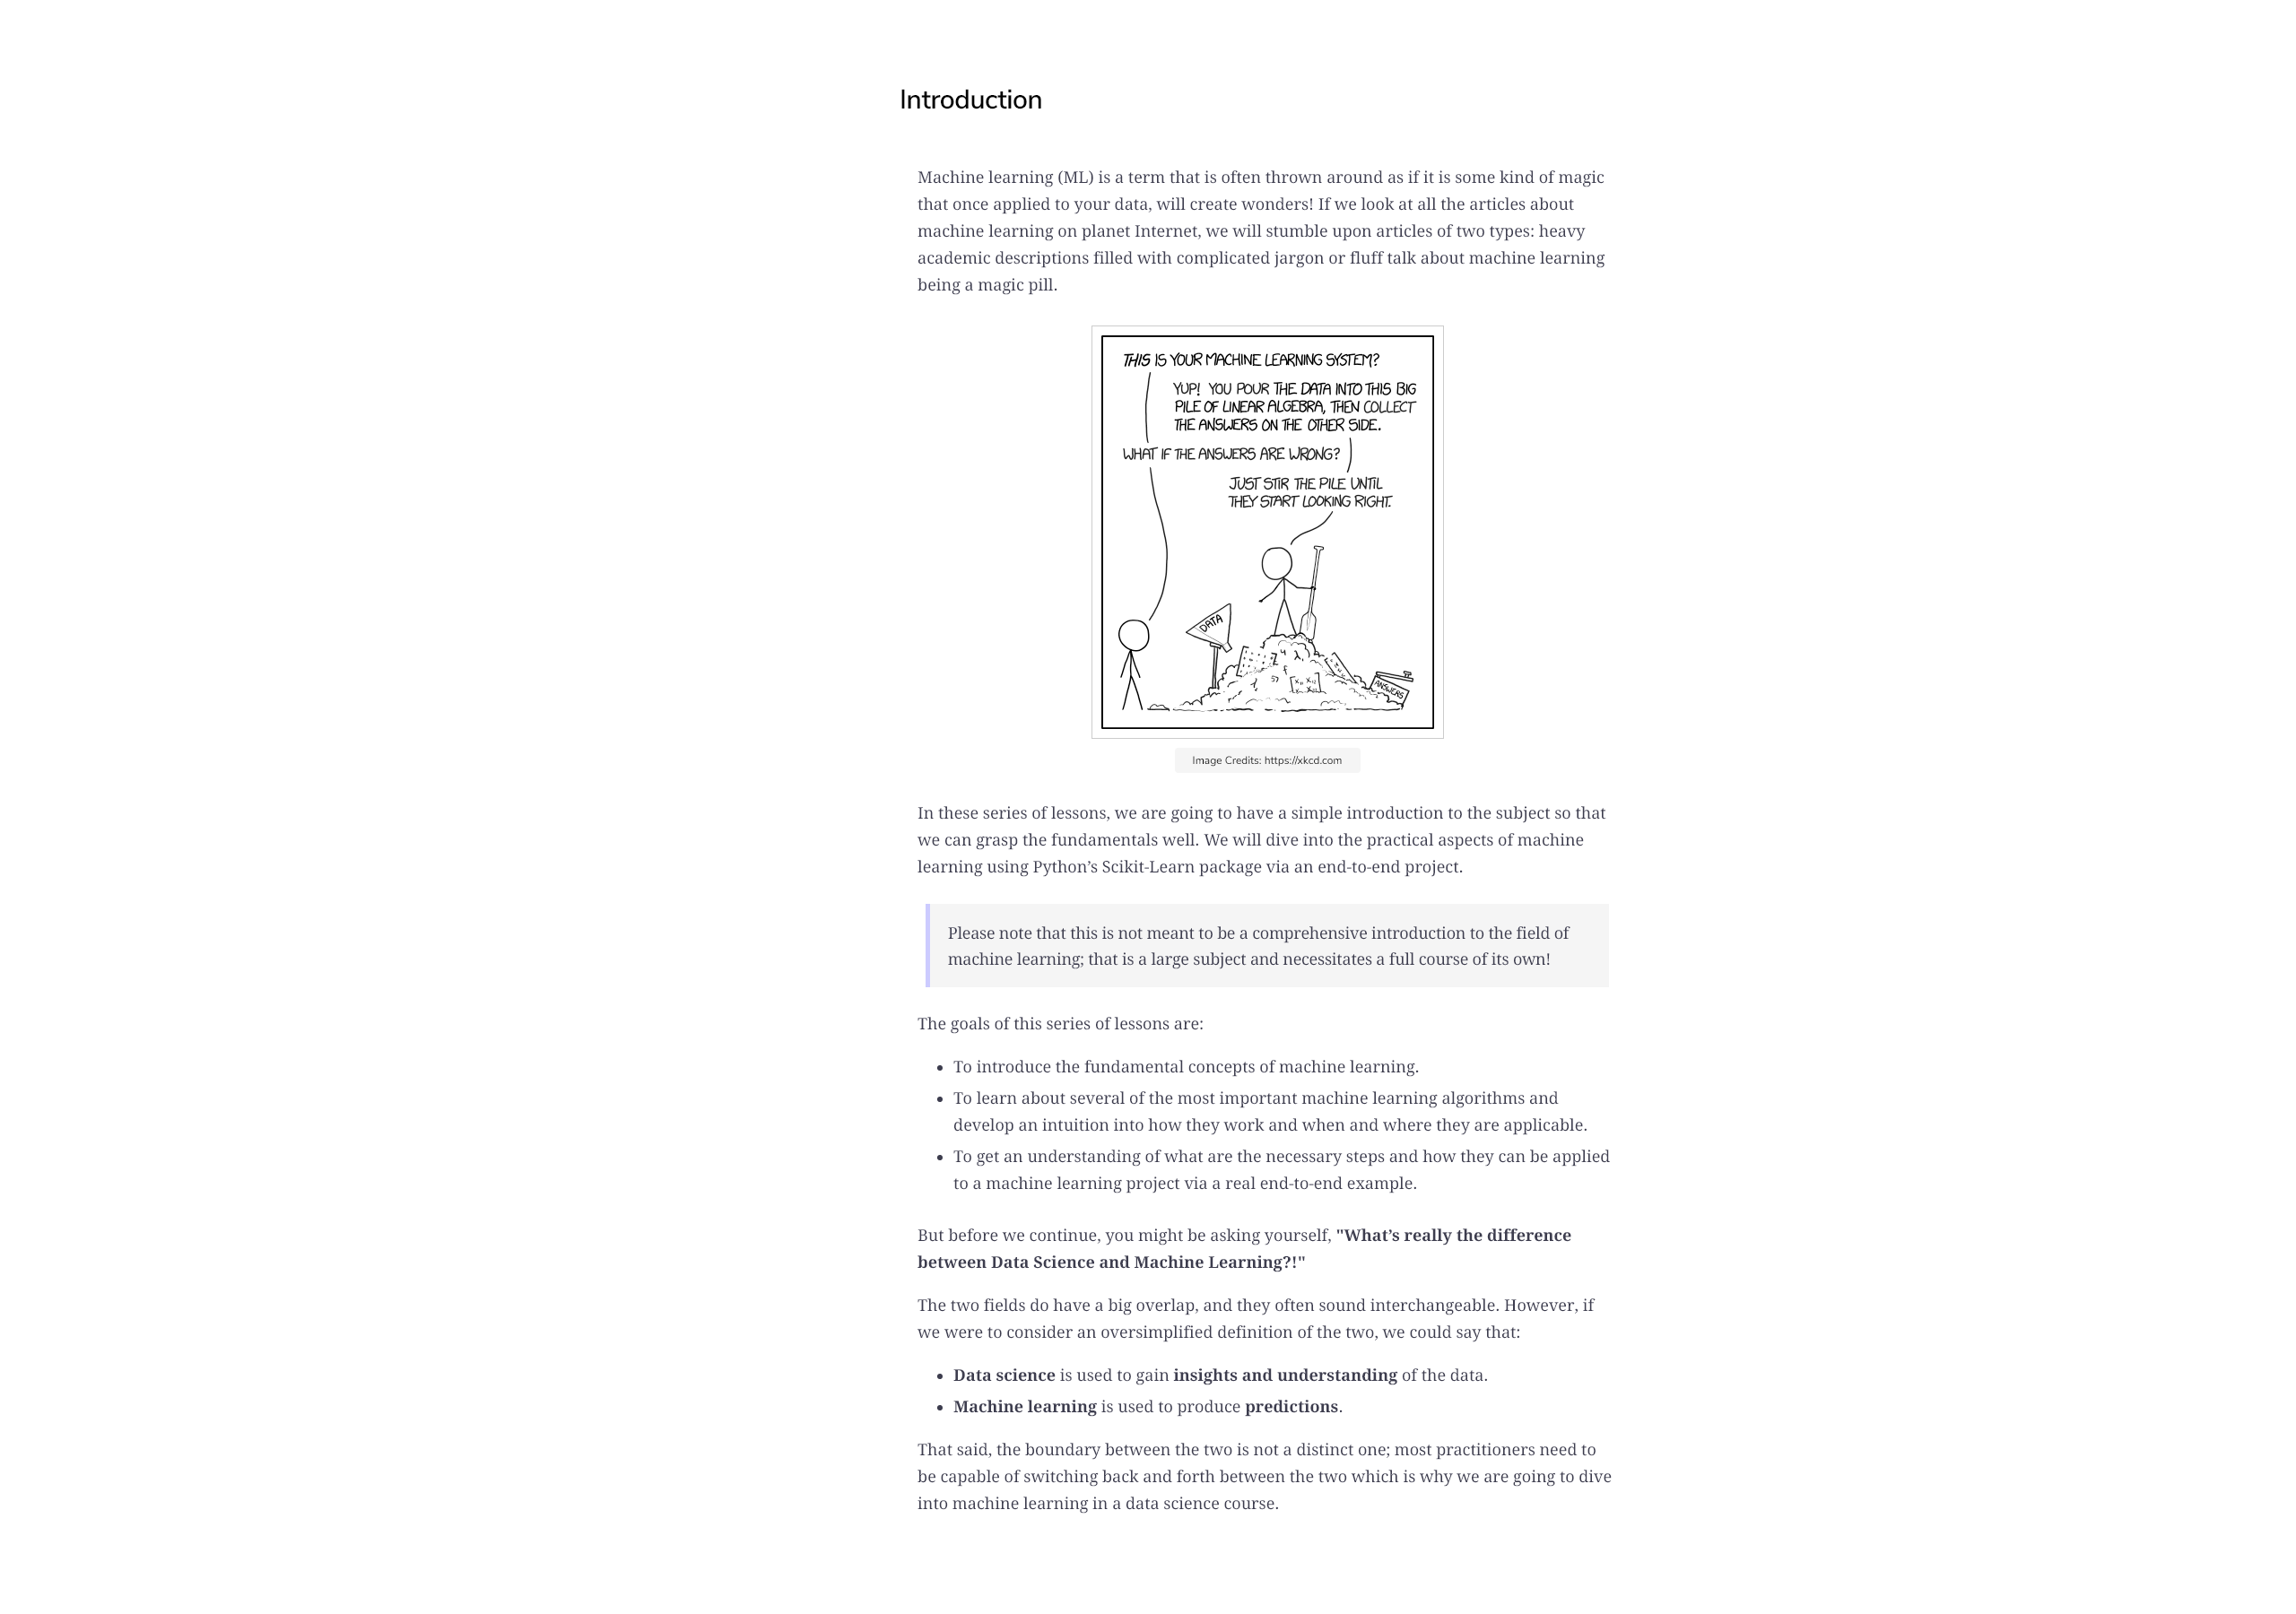 Introduction
Machine learning (ML) is a term that is often thrown around as if it is some kind of magic
that once applied to your data, will create wonders! If we look at all the articles about
machine learning on planet Internet, we will stumble upon articles of two types: heavy
academic descriptions filled with complicated jargon or fluff talk about machine learning
being a magic pill.
THIS IS YOUR MACHINE LEARNING SYSTEM?
YUP! YOU POUR THE DATA INTO THIS BIG
PILE OF LINEAR ALGEBRA, THEN COLLECT
THE ANSWERS ON THE OTHER SIDE.
WHAT IF THE ANSWERS ARE WRONG?
JUST STIR THE PILE UNTIL
THEY START LOOKING RIGHT.
DATA
ANSWERS
Image Credits: https://xkcd.com
In these series of lessons, we are going to have a simple introduction to the subject so that
we can grasp the fundamentals well. We will dive into the practical aspects of machine
learning using Python’s Scikit-Learn package via an end-to-end project.
Please note that this is not meant to be a comprehensive introduction to the field of
machine learning; that is a large subject and necessitates a full course of its own!
The goals of this series of lessons are:
• To introduce the fundamental concepts of machine learning.
• To learn about several of the most important machine learning algorithms and
develop an intuition into how they work and when and where they are applicable.
• To get an understanding of what are the necessary steps and how they can be applied
to a machine learning project via a real end-to-end example.
But before we continue, you might be asking yourself, "What’s really the difference
between Data Science and Machine Learning?!"
The two fields do have a big overlap, and they often sound interchangeable. However, if
we were to consider an oversimplified definition of the two, we could say that:
• Data science is used to gain insights and understanding of the data.
• Machine learning is used to produce predictions.
That said, the boundary between the two is not a distinct one; most practitioners need to
be capable of switching back and forth between the two which is why we are going to dive
into machine learning in a data science course.